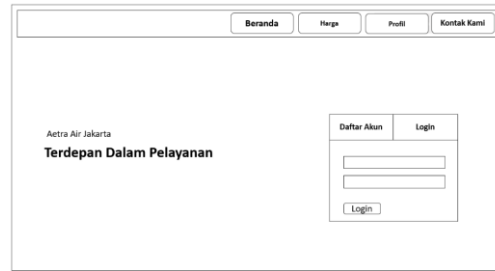 Beranda Harga Profil Kontak Kami
Aetra Air Jakarta
Terdepan Dalam Pelayanan
Daftar Akun Login
Login